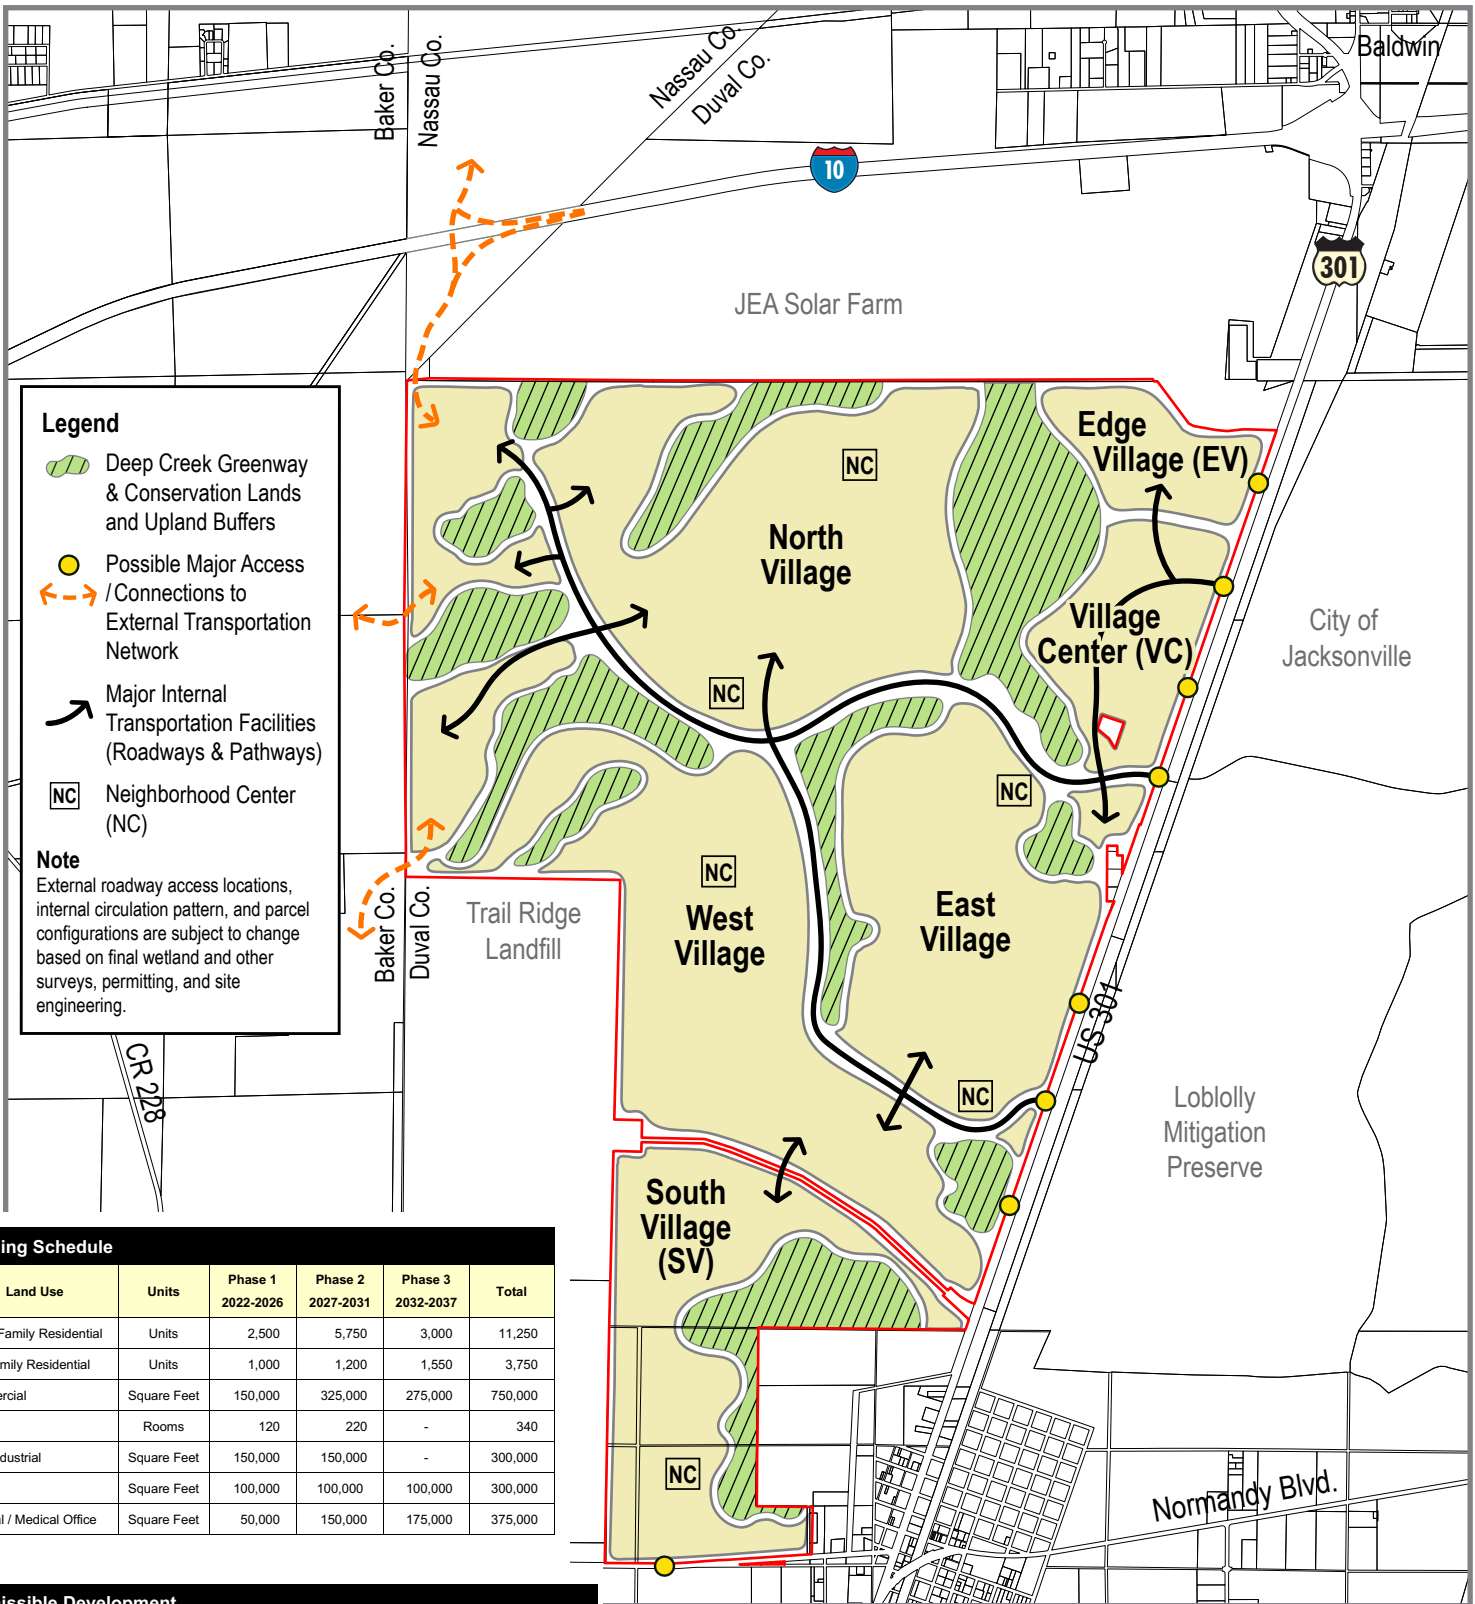 Baldwin
Baker Co.
Nassau Co.
Nassau Co.
Duval Co.
10
301
JEA Solar Farm
Legend
Deep Creek Greenway
& Conservation Lands
and Upland Buffers
Possible Major Access
/ Connections to
External Transportation
Network
Major Internal
Transportation Facilities
(Roadways & Pathways)
NC
Neighborhood Center
(NC)
Note
External roadway access locations,
internal circulation pattern, and parcel
configurations are subject to change
based on final wetland and other
surveys, permitting, and site
engineering.
Edge
Village (EV)
NC
North
Village
Village
Center (VC)
City of
Jacksonville
NC
NC
NC
West
Village
East
Village
Trail Ridge
Landfill
Baker Co.
Duval Co.
US 301
CR 228
NC
Loblolly
Mitigation
Preserve
South
Village
(SV)
NC
Normandy Blvd.
ing Schedule
Land Use Units Phase 1 2022-2026 Phase 2 2027-2031 Phase 3 2032-2037 Total
Family Residential Units 2,500 5,750 3,000 11,250
mily Residential Units 1,000 1,200 1,550 3,750
ercial Square Feet 150,000 325,000 275,000 750,000
Rooms 120 220 - 340
dustrial Square Feet 150,000 150,000 - 300,000
Square Feet 100,000 100,000 100,000 300,000
al / Medical Office Square Feet 50,000 150,000 175,000 375,000
issible Development